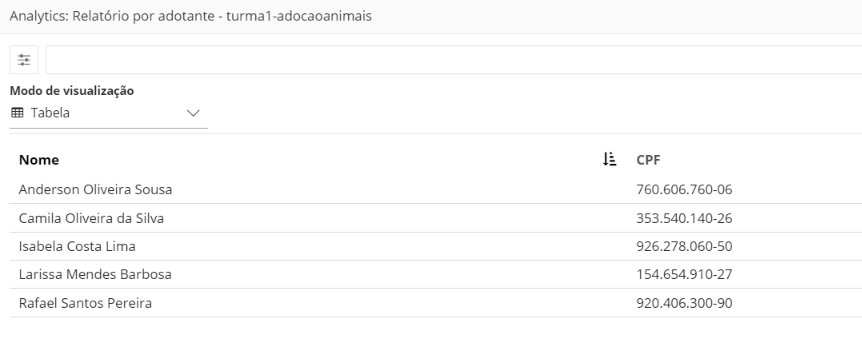 Analytics: Relatório por adotante - turma1-adocaoanimais
Modo de visualização
Tabela
Nome CPF
Anderson Oliveira Sousa 760.606.760-06
Camila Oliveira da Silva 353.540.140-26
Isabela Costa Lima 926.278.060-50
Larissa Mendes Barbosa 154.654.910-27
Rafael Santos Pereira 920.406.300-90